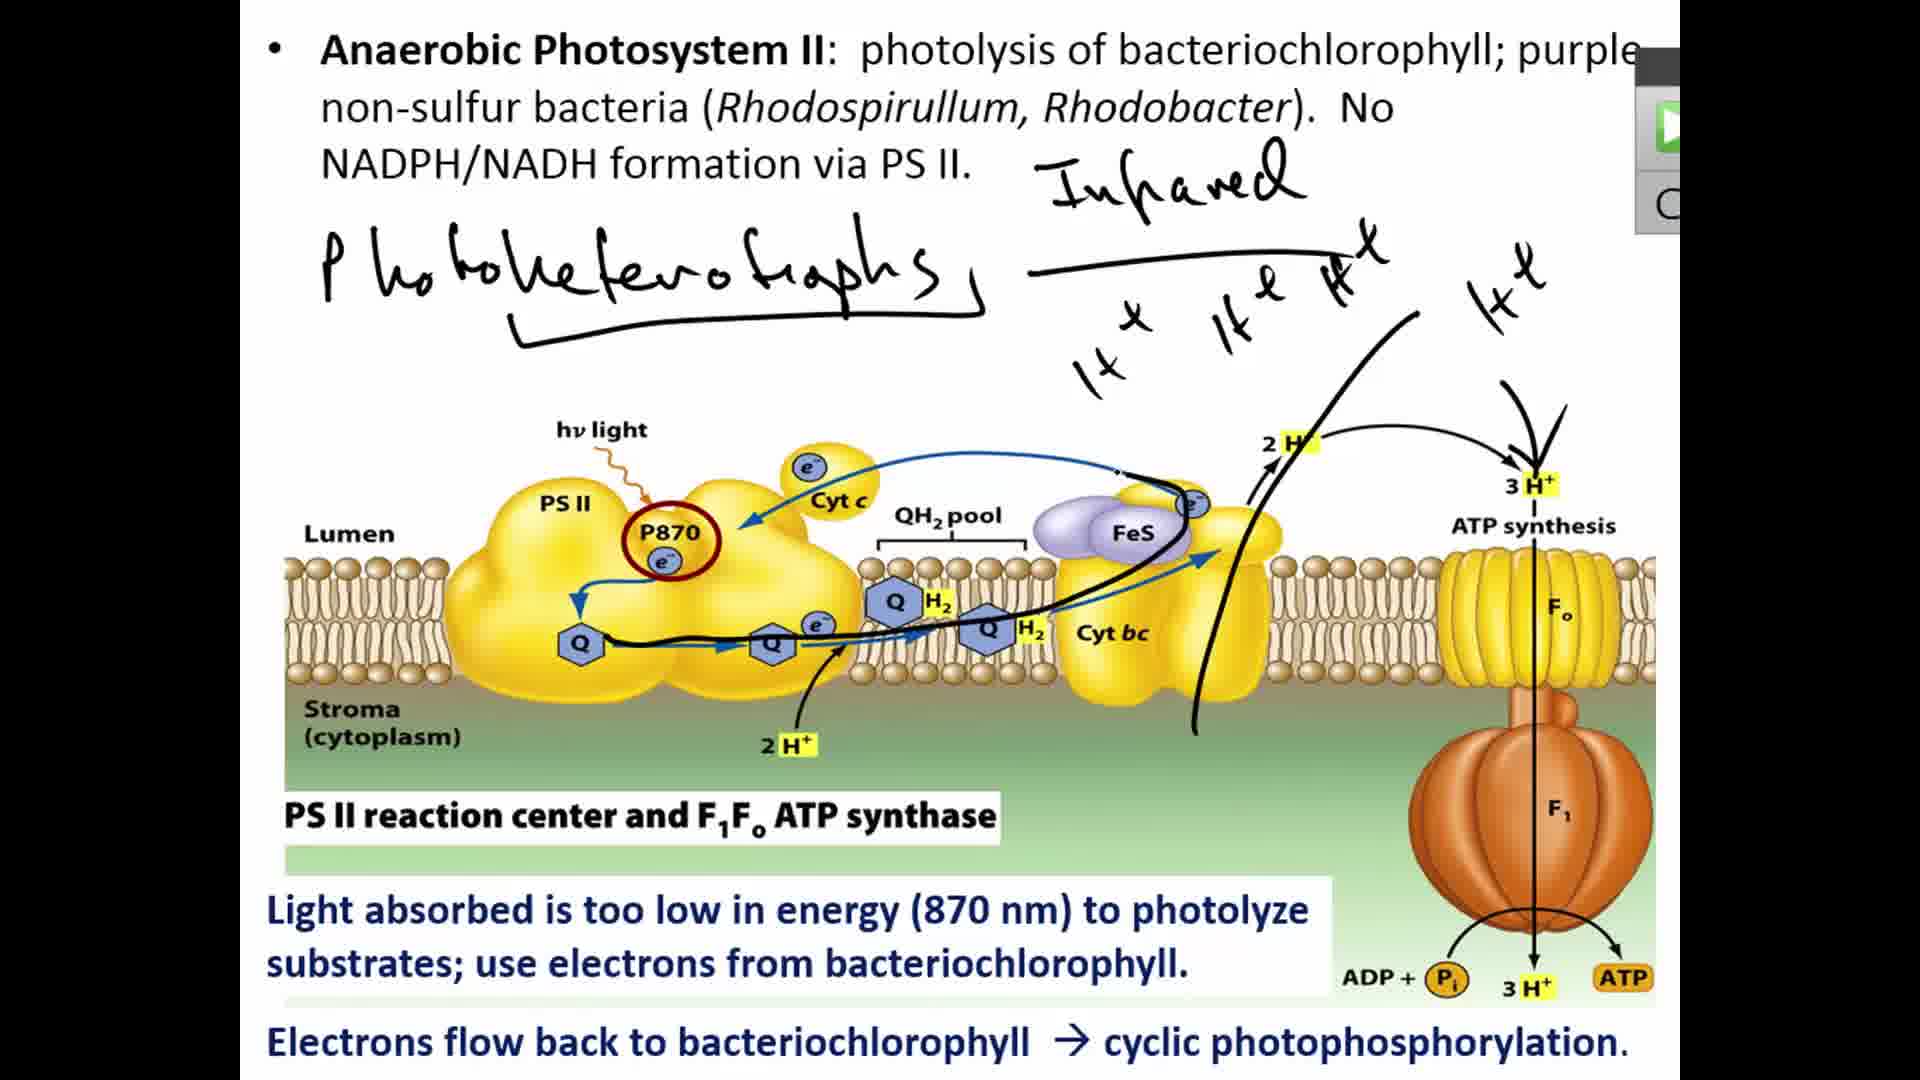 • Anaerobic Photosystem II: photolysis of bacteriochlorophyll; purple
non-sulfur bacteria (Rhodospirullum, Rhodobacter). No
NADPH/NADH formation via PS II.
Infrared
Photoheterotrophs
H+ H+ H+ H+
hν light
e-
Cyt c
2 H+
PS II
P870
e-
QH2 pool
FeS
e-
3 H+
ATP synthesis
Lumen
Q
H2
Q
H2
Q
Q
e-
Cyt bc
Fo
Stroma
(cytoplasm)
2 H+
F1
PS II reaction center and F1Fo ATP synthase
Light absorbed is too low in energy (870 nm) to photolyze
substrates; use electrons from bacteriochlorophyll.
ADP + Pi
3 H+
ATP
Electrons flow back to bacteriochlorophyll → cyclic photophosphorylation.